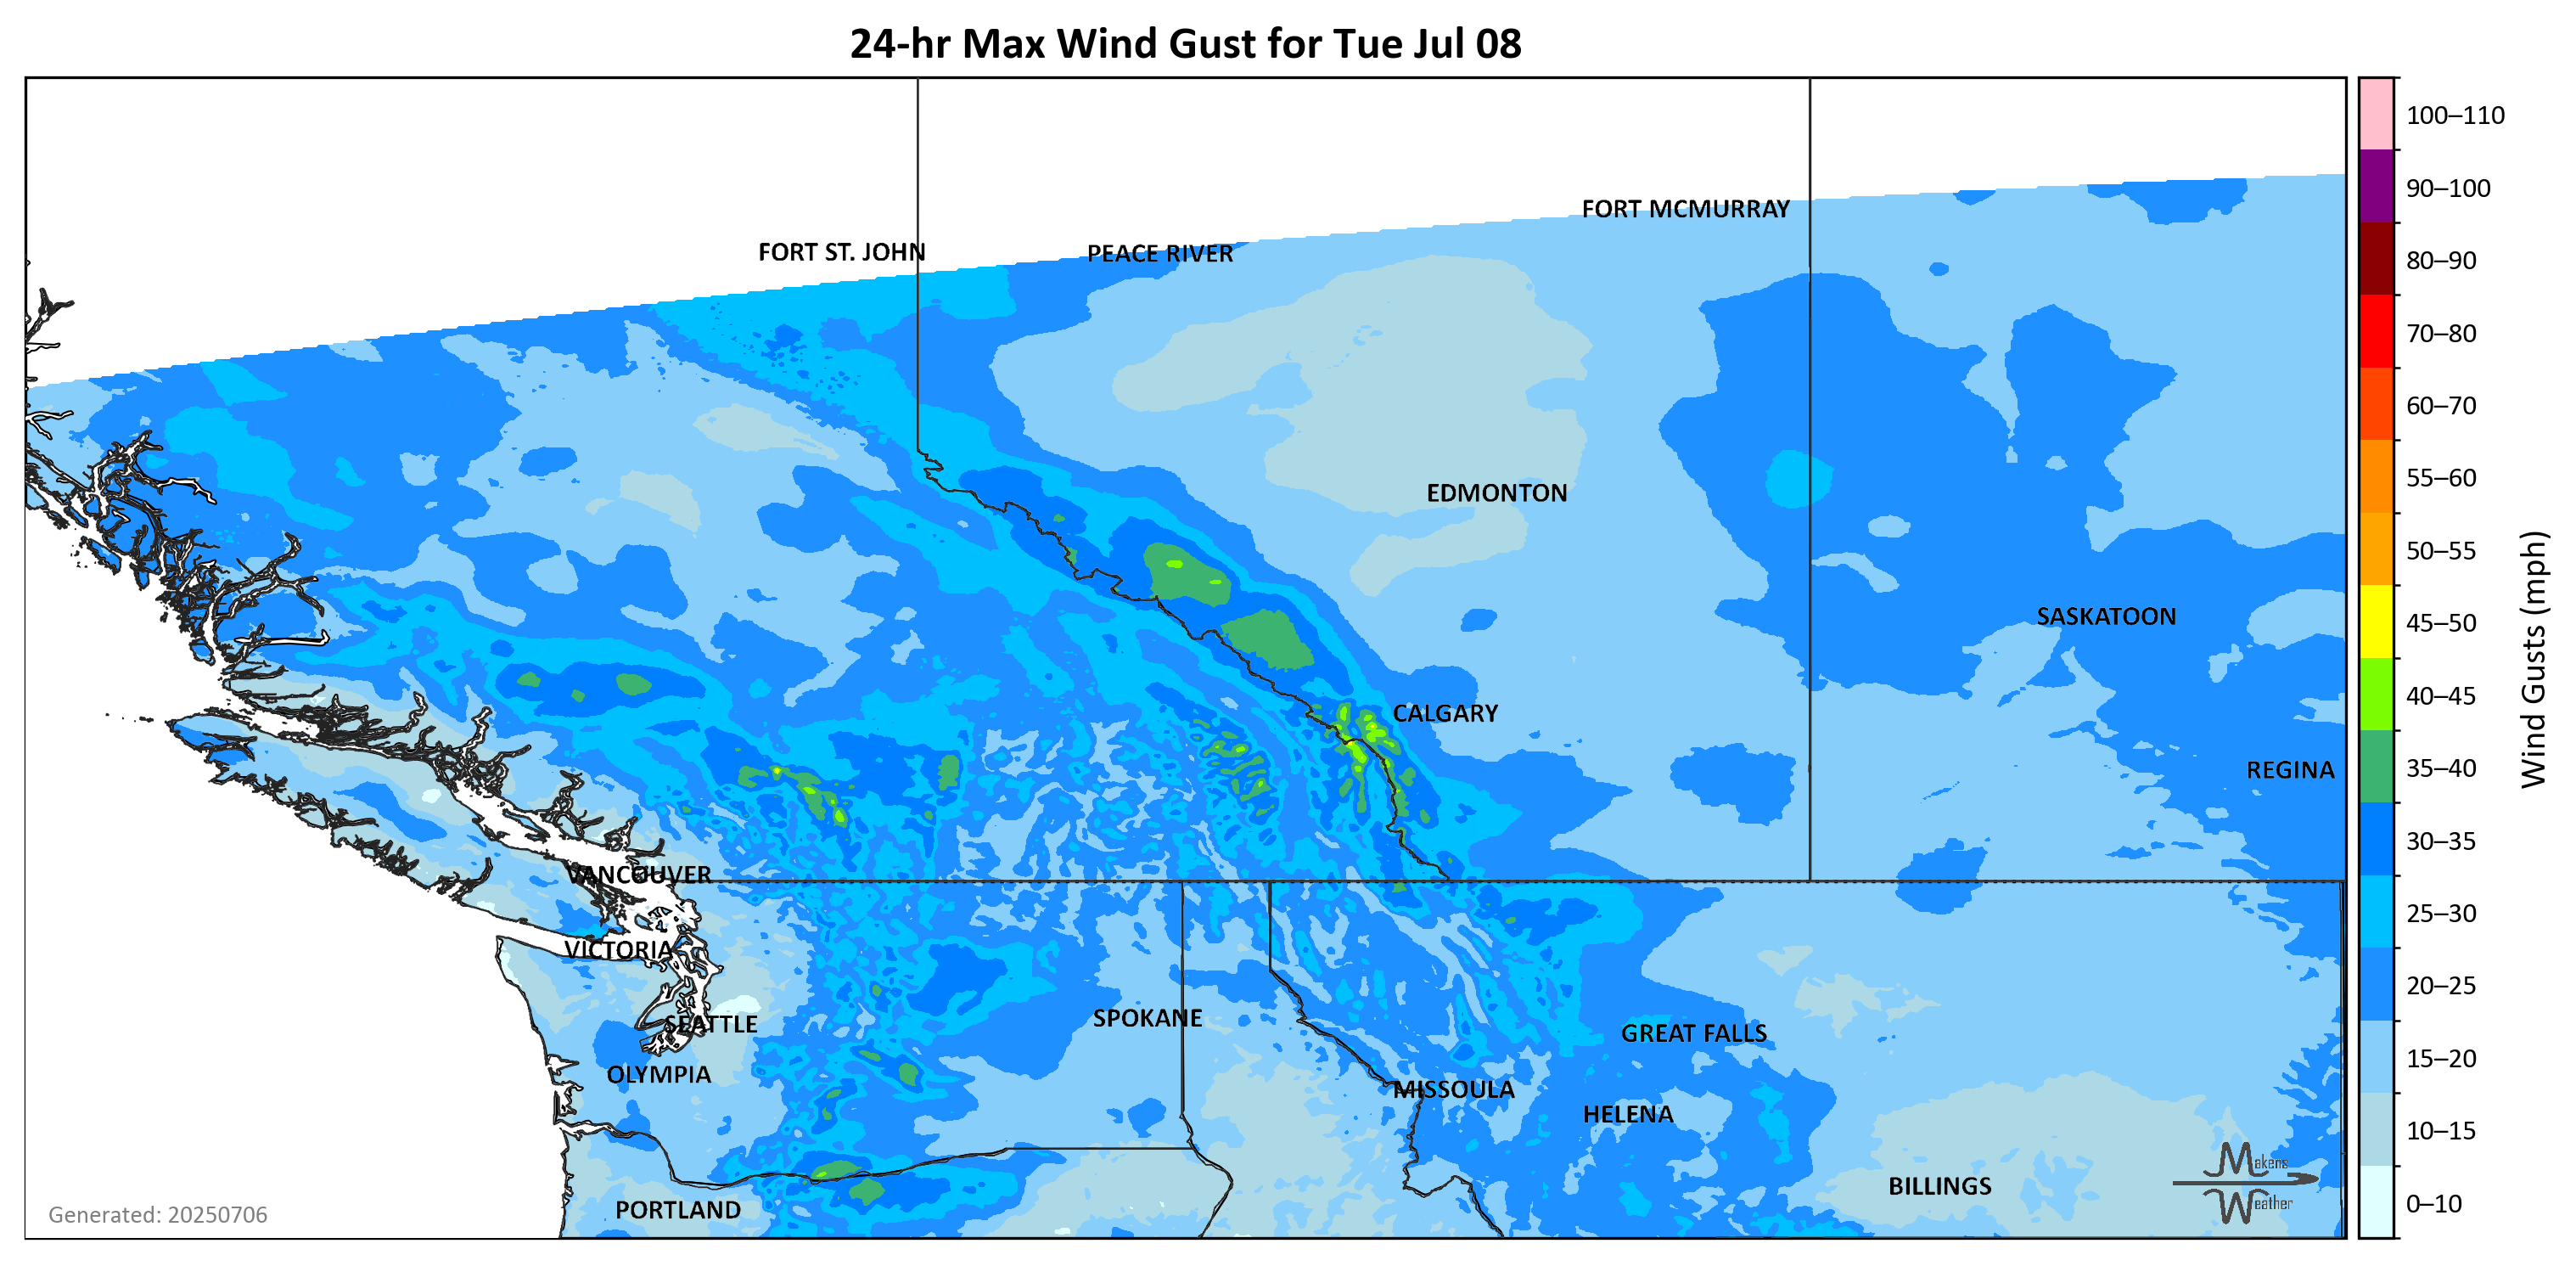 24-hr Max Wind Gust for Tue Jul 08
FORT MCMURRAY
FORT ST. JOHN
PEACE RIVER
EDMONTON
SASKATOON
CALGARY
REGINA
VANCOUVER
VICTORIA
SPOKANE
SEATTLE
GREAT FALLS
OLYMPIA
MISSOULA
HELENA
BILLINGS
PORTLAND
Makens
Weather
Generated: 20250706
100–110
90–100
80–90
70–80
60–70
55–60
50–55
45–50
40–45
35–40
30–35
25–30
20–25
15–20
10–15
0–10
Wind Gusts (mph)